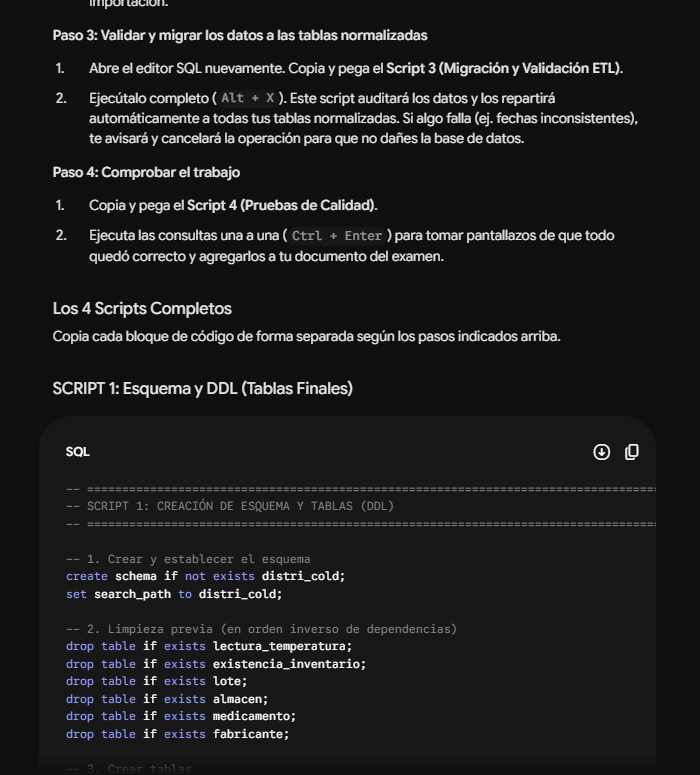 importación.
Paso 3: Validar y migrar los datos a las tablas normalizadas
1. Abre el editor SQL nuevamente. Copia y pega el Script 3 (Migración y Validación ETL).
2. Ejecútalo completo ( Alt + X ). Este script auditará los datos y los repartirá
automáticamente a todas tus tablas normalizadas. Si algo falla (ej. fechas inconsistentes),
te avisará y cancelará la operación para que no dañes la base de datos.
Paso 4: Comprobar el trabajo
1. Copia y pega el Script 4 (Pruebas de Calidad).
2. Ejecuta las consultas una a una ( Ctrl + Enter ) para tomar pantallazos de que todo
quedó correcto y agregarlos a tu documento del examen.
Los 4 Scripts Completos
Copia cada bloque de código de forma separada según los pasos indicados arriba.
SCRIPT 1: Esquema y DDL (Tablas Finales)
SQL
-- ================================================================================
-- SCRIPT 1: CREACIÓN DE ESQUEMA Y TABLAS (DDL)
-- ================================================================================
-- 1. Crear y establecer el esquema
create schema if not exists distri_cold;
set search_path to distri_cold;
-- 2. Limpieza previa (en orden inverso de dependencias)
drop table if exists lectura_temperatura;
drop table if exists existencia_inventario;
drop table if exists lote;
drop table if exists almacen;
drop table if exists medicamento;
drop table if exists fabricante;
-- 3. Crear tablas